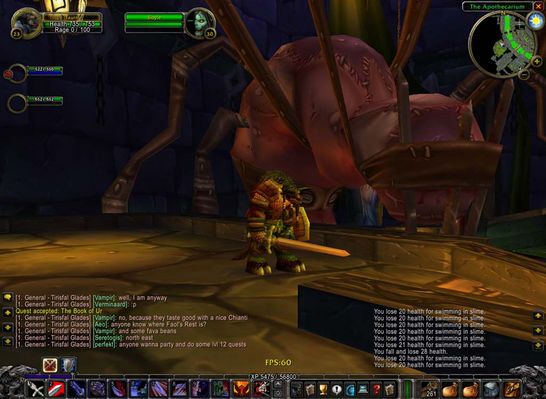 The Apothecarium
Health 735 / 753
Rage 0 / 100
23
30
[1. General - Tirisfal Glades] [Vampir]: well, I am anyway
[1. General - Tirisfal Glades] [Verminaard]: :p
Quest accepted: The Book of Ur
[1. General - Tirisfal Glades] [Vampir]: no, because they taste good with a nice Chianti
[1. General - Tirisfal Glades] [Aeo]: anyone know where Faol's Rest is?
[1. General - Tirisfal Glades] [Vampir]: and some fava beans
[1. General - Tirisfal Glades] [Seretogis]: north east
[1. General - Tirisfal Glades] [perfekt]: anyone wanna party and do some lvl 12 quests
You lose 20 health for swimming in slime.
You lose 20 health for swimming in slime.
You lose 20 health for swimming in slime.
You lose 20 health for swimming in slime.
You lose 21 health for swimming in slime.
You fall and lose 28 health.
You lose 20 health for swimming in slime.
You lose 20 health for swimming in slime.
FPS:60
XP 5475 / 56800
261